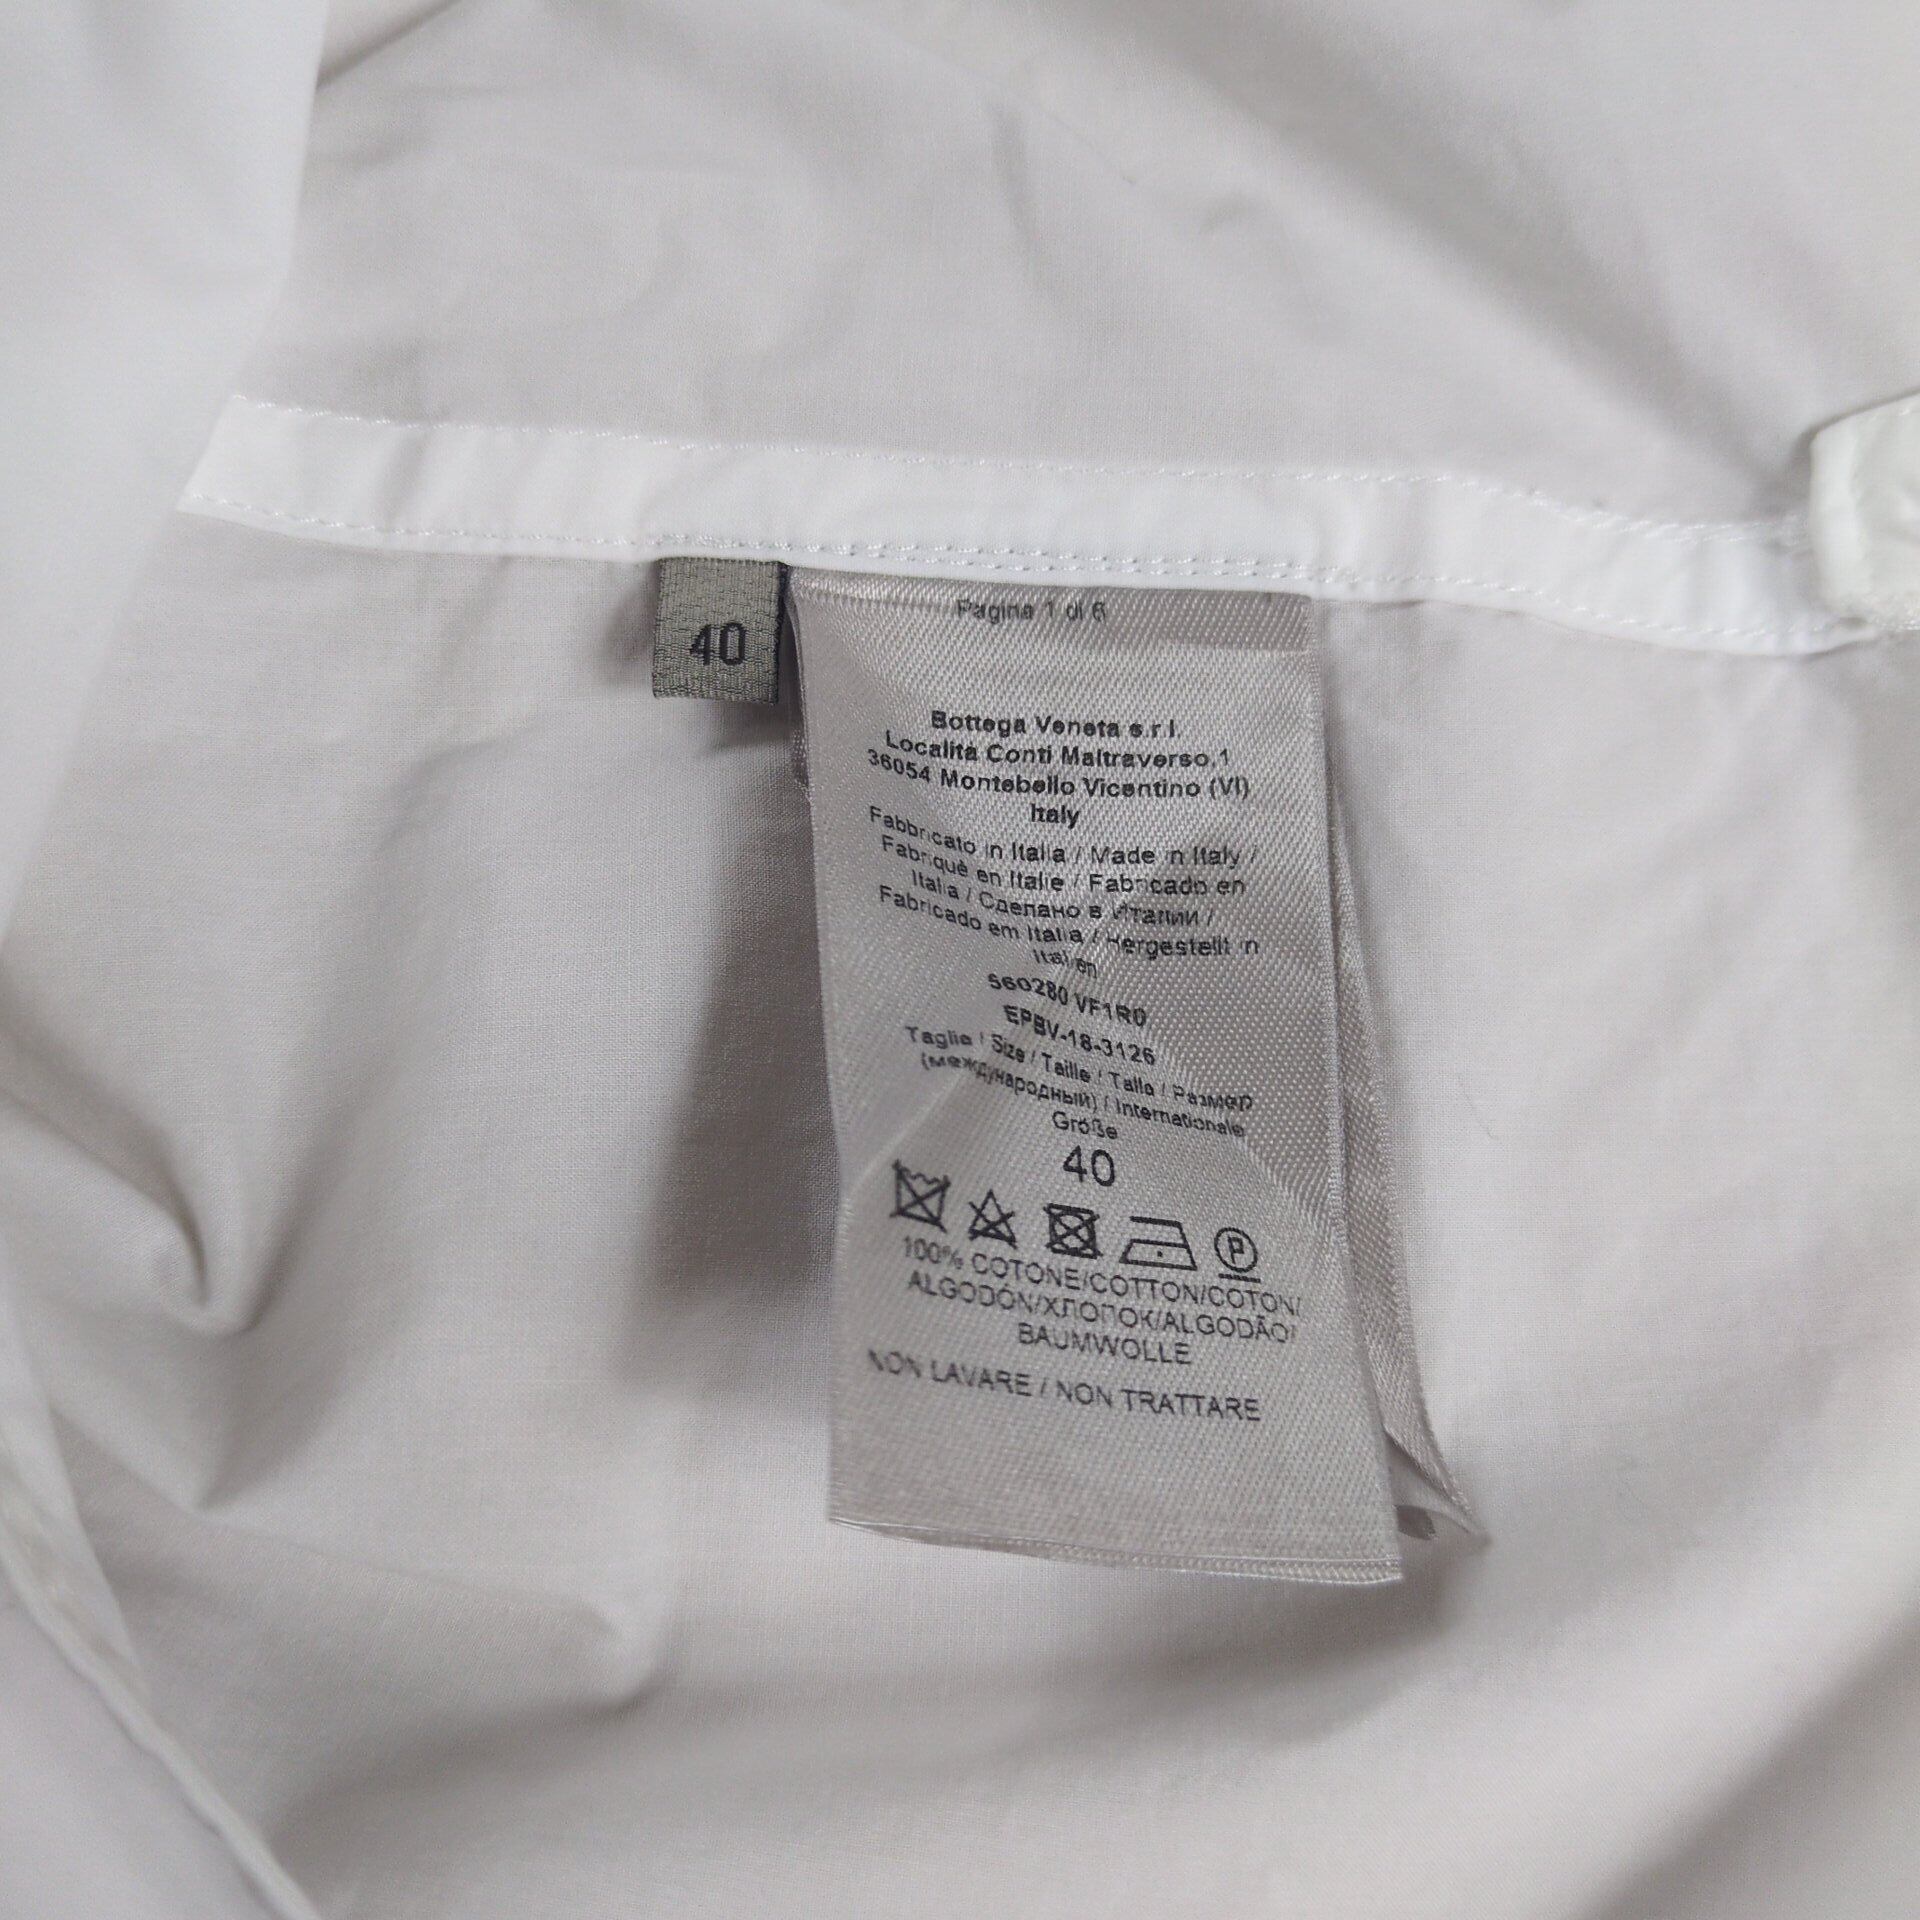 40
Pagina 1 di 6
Bottega Veneta s.r.l.
Località Conti Maltraverso,1
36054 Montebello Vicentino (VI)
Italy
Fabbricato in Italia / Made in Italy /
Fabriqué en Italie / Fabricado en
Italia / Сделано в Италии /
Fabricado em Italia / Hergestellt in
Italien
560280 VF1R0
EPBV-18-3126
Taglia / Size / Taille / Talla / Размер
(международный) / Internationale
Größe
40
P
100% COTONE/COTTON/COTON/
ALGODÓN/ХЛОПОК/ALGODÃO/
BAUMWOLLE
NON LAVARE / NON TRATTARE